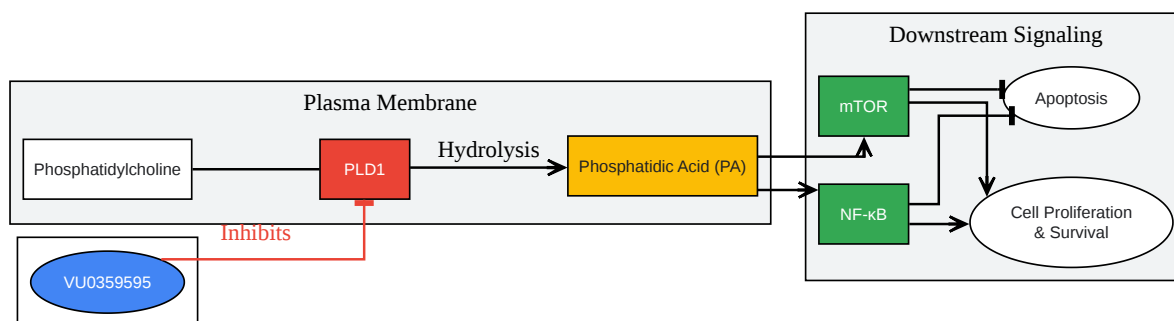 Downstream Signaling
Plasma Membrane
mTOR
Apoptosis
Phosphatidylcholine
PLD1
Hydrolysis
Phosphatidic Acid (PA)
NF-κB
Cell Proliferation
& Survival
Inhibits
VU0359595